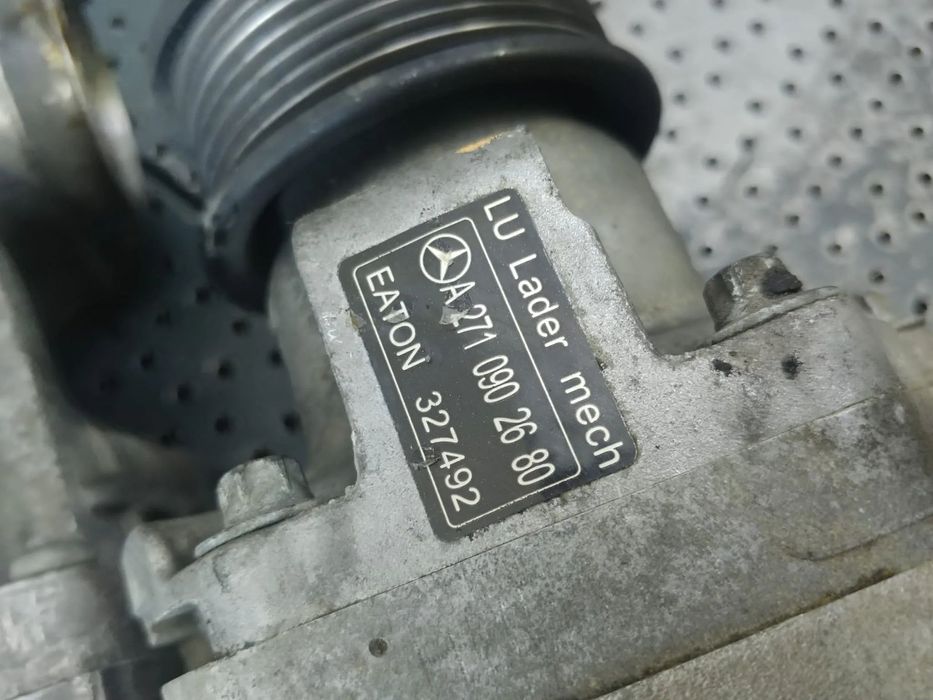 LU Lader mech
A 271 090 26 80
EATON 327492